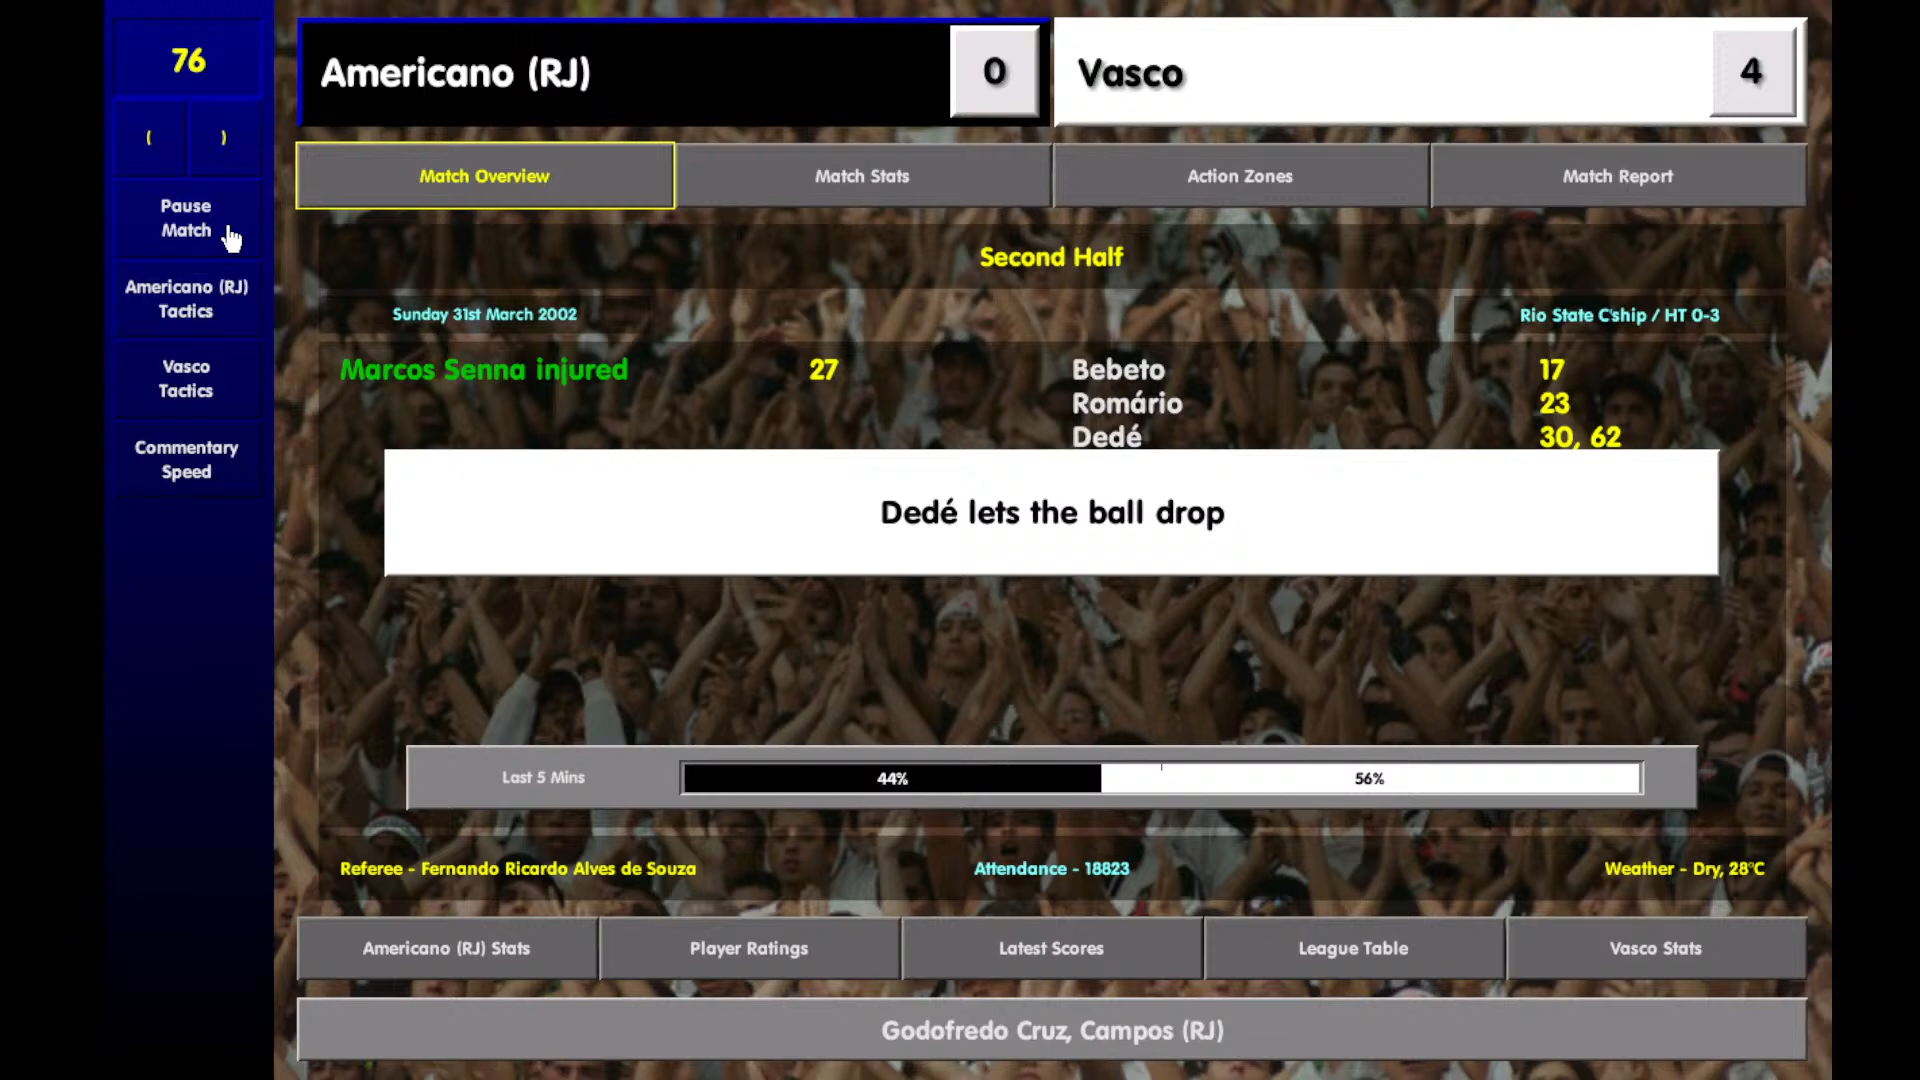 76
Americano (RJ) 0 Vasco 4
( )
Match Overview Match Stats Action Zones Match Report
Pause
Match
Second Half
Americano (RJ)
Tactics
Sunday 31st March 2002 Rio State C'ship / HT 0-3
Vasco
Tactics
Marcos Senna injured 27 Bebeto 17
Romário 23
Dedé 30, 62
Commentary
Speed
Dedé lets the ball drop
Last 5 Mins 44% 56%
Referee - Fernando Ricardo Alves de Souza Attendance - 18823 Weather - Dry, 28°C
Americano (RJ) Stats Player Ratings Latest Scores League Table Vasco Stats
Godofredo Cruz, Campos (RJ)